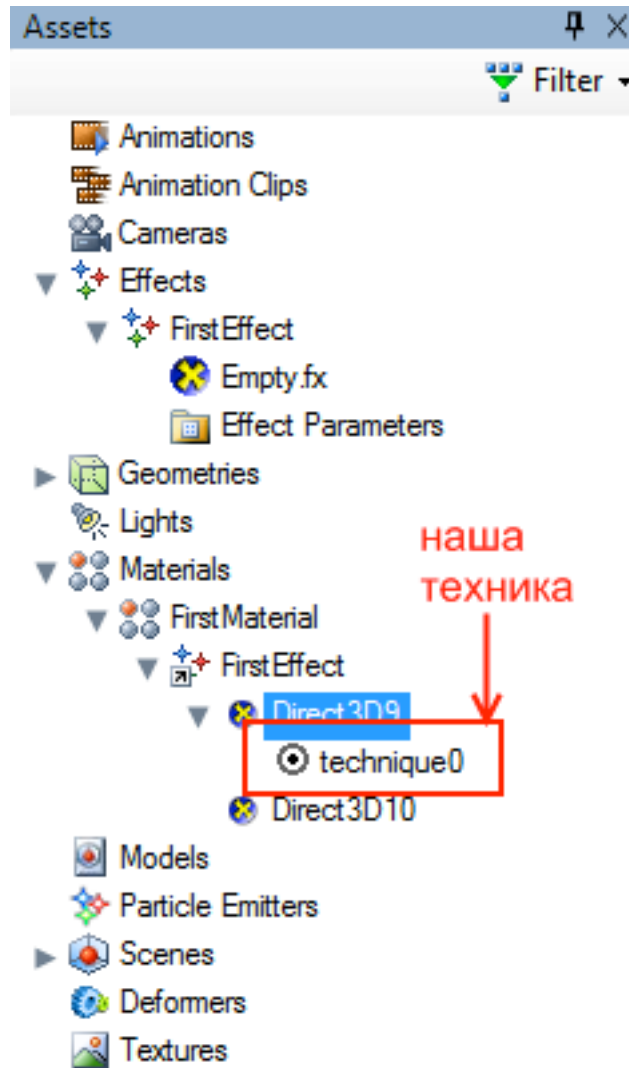 Assets
Filter
Animations
Animation Clips
Cameras
Effects
FirstEffect
Empty.fx
Effect Parameters
Geometries
Lights
наша
техника
Materials
FirstMaterial
FirstEffect
Direct3D9
technique0
Direct3D10
Models
Particle Emitters
Scenes
Deformers
Textures